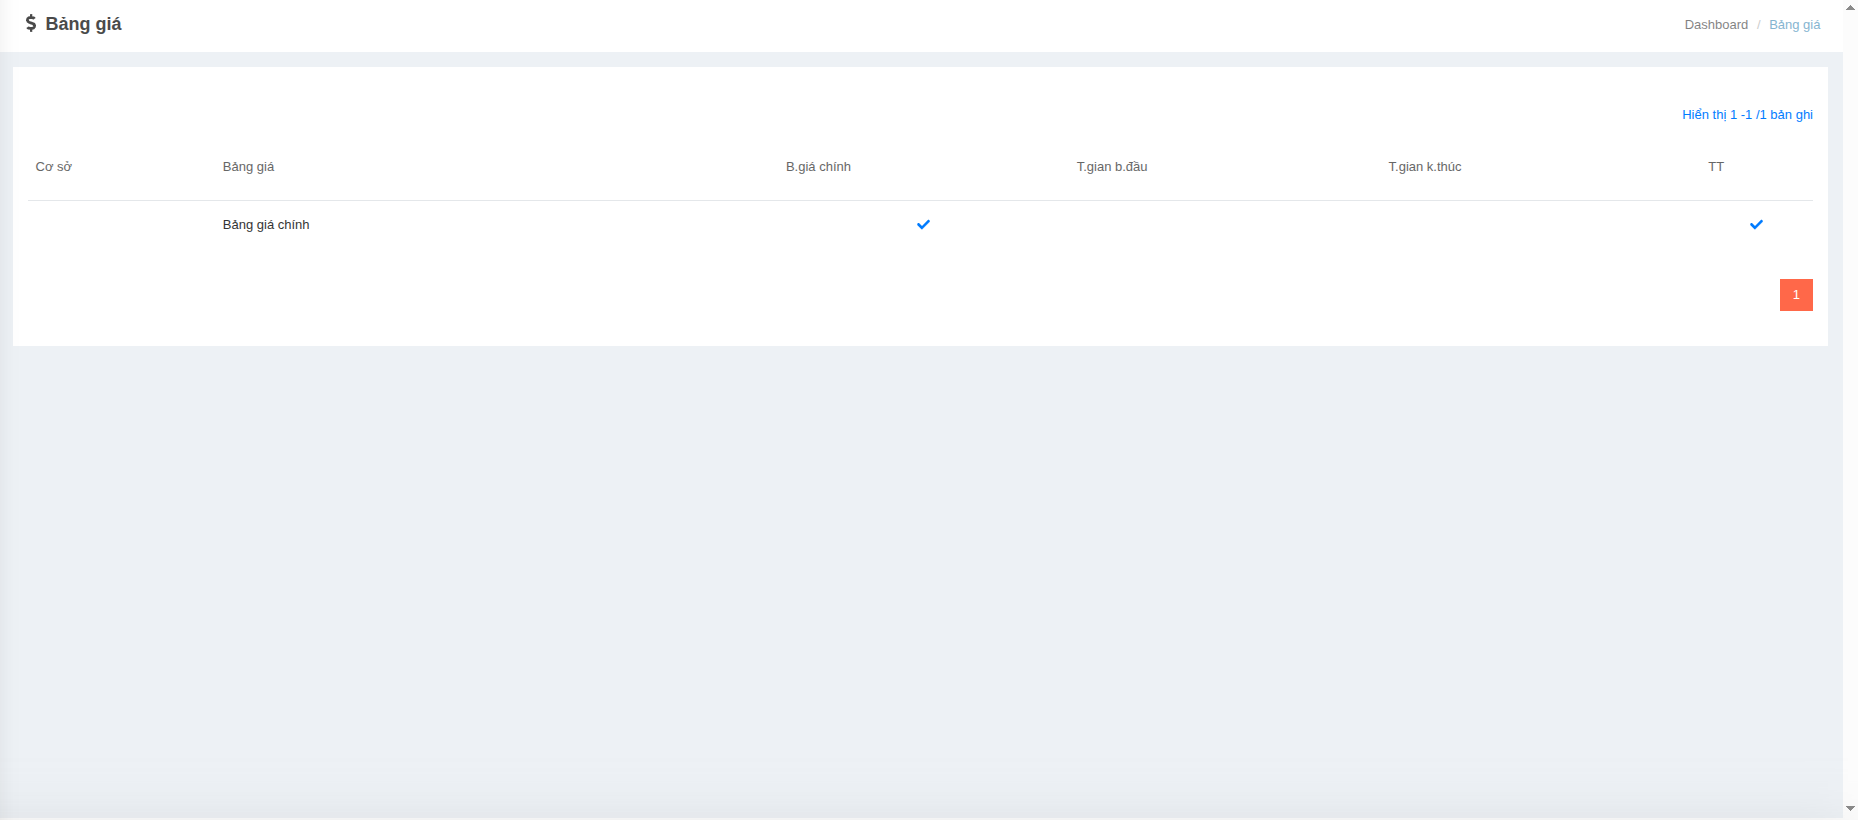 Bảng giá
Dashboard / Bảng giá
Hiển thị 1 -1 /1 bản ghi
Cơ sở Bảng giá B.giá chính T.gian b.đầu T.gian k.thúc TT
Bảng giá chính
1